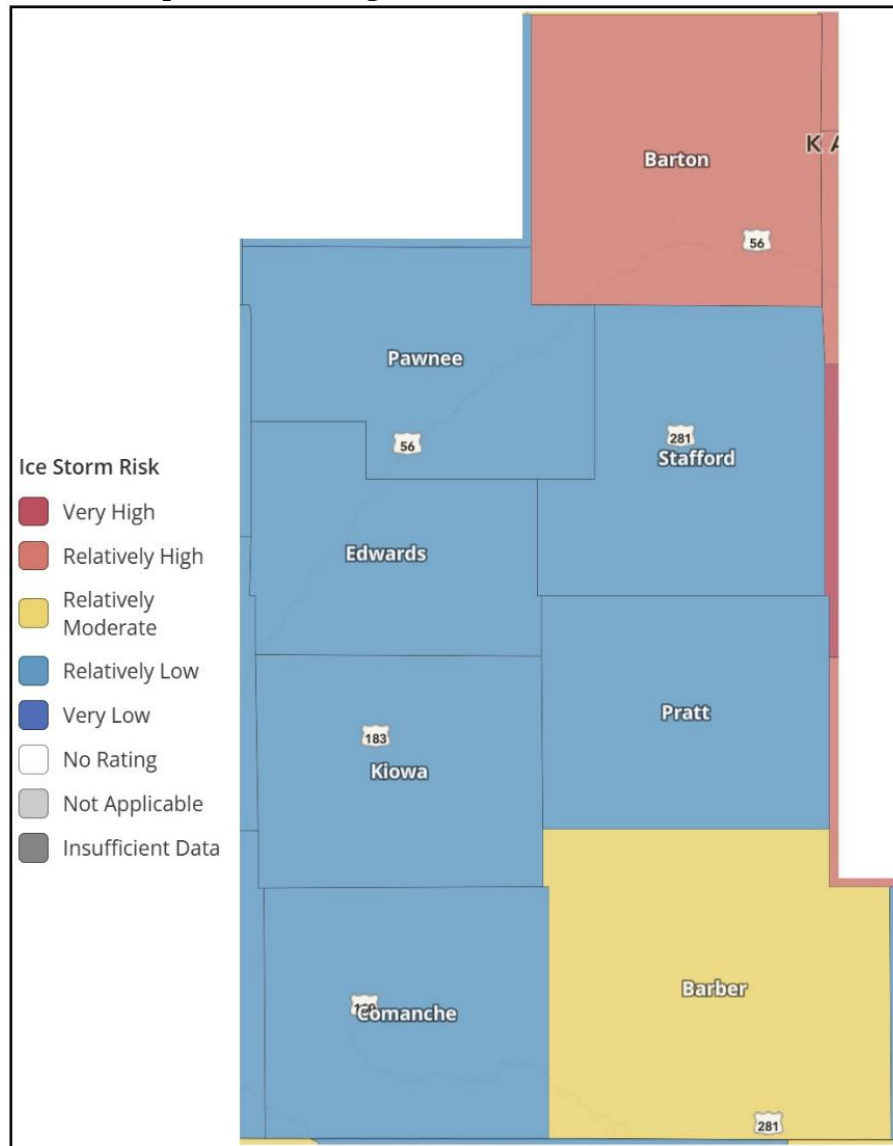 Barton
K A
56
Pawnee
56
281
Stafford
Edwards
Pratt
183
Kiowa
Barber
Comanche
281
Ice Storm Risk
Very High
Relatively High
Relatively
Moderate
Relatively Low
Very Low
No Rating
Not Applicable
Insufficient Data